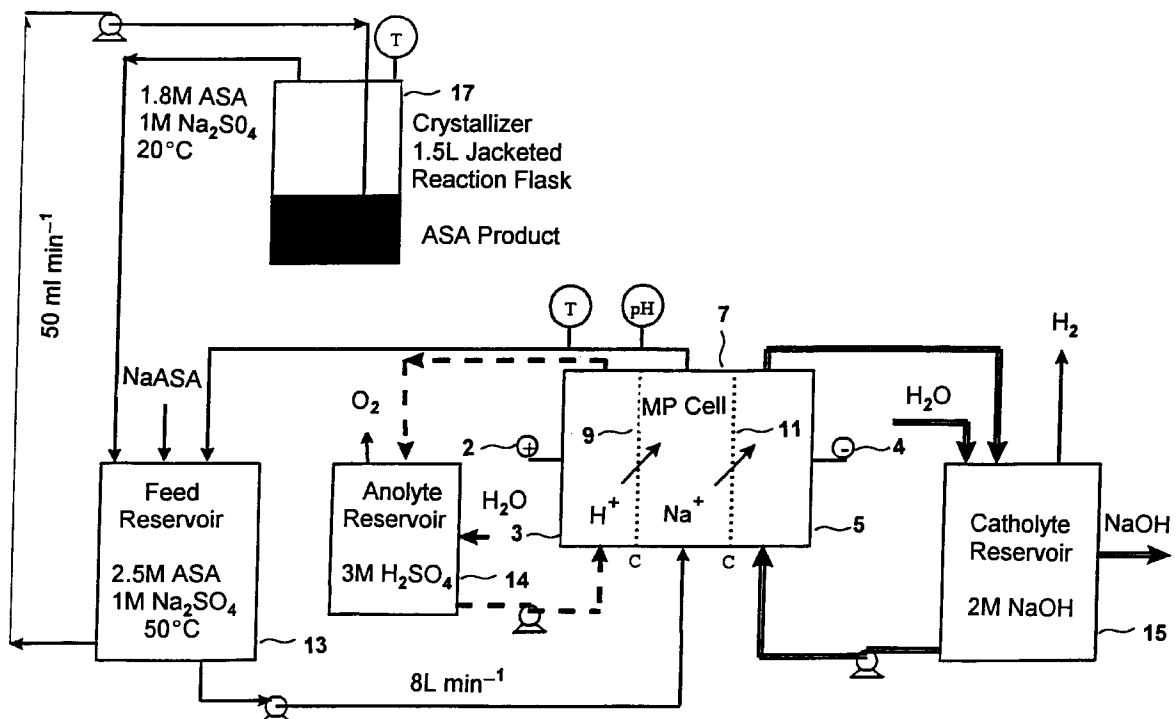 T
1.8M ASA
1M Na₂S0₄
20°C
17
Crystallizer
1.5L Jacketed
Reaction Flask
ASA Product
50 ml min⁻¹
T
pH
7
H₂
NaASA
O₂
MP Cell
H₂O
2
+
9
11
-
4
Feed
Reservoir
2.5M ASA
1M Na₂SO₄
50°C
13
Anolyte
Reservoir
3M H₂SO₄
14
H₂O
3
H⁺
Na⁺
5
C
C
Catholyte
Reservoir
2M NaOH
NaOH
15
8L min⁻¹